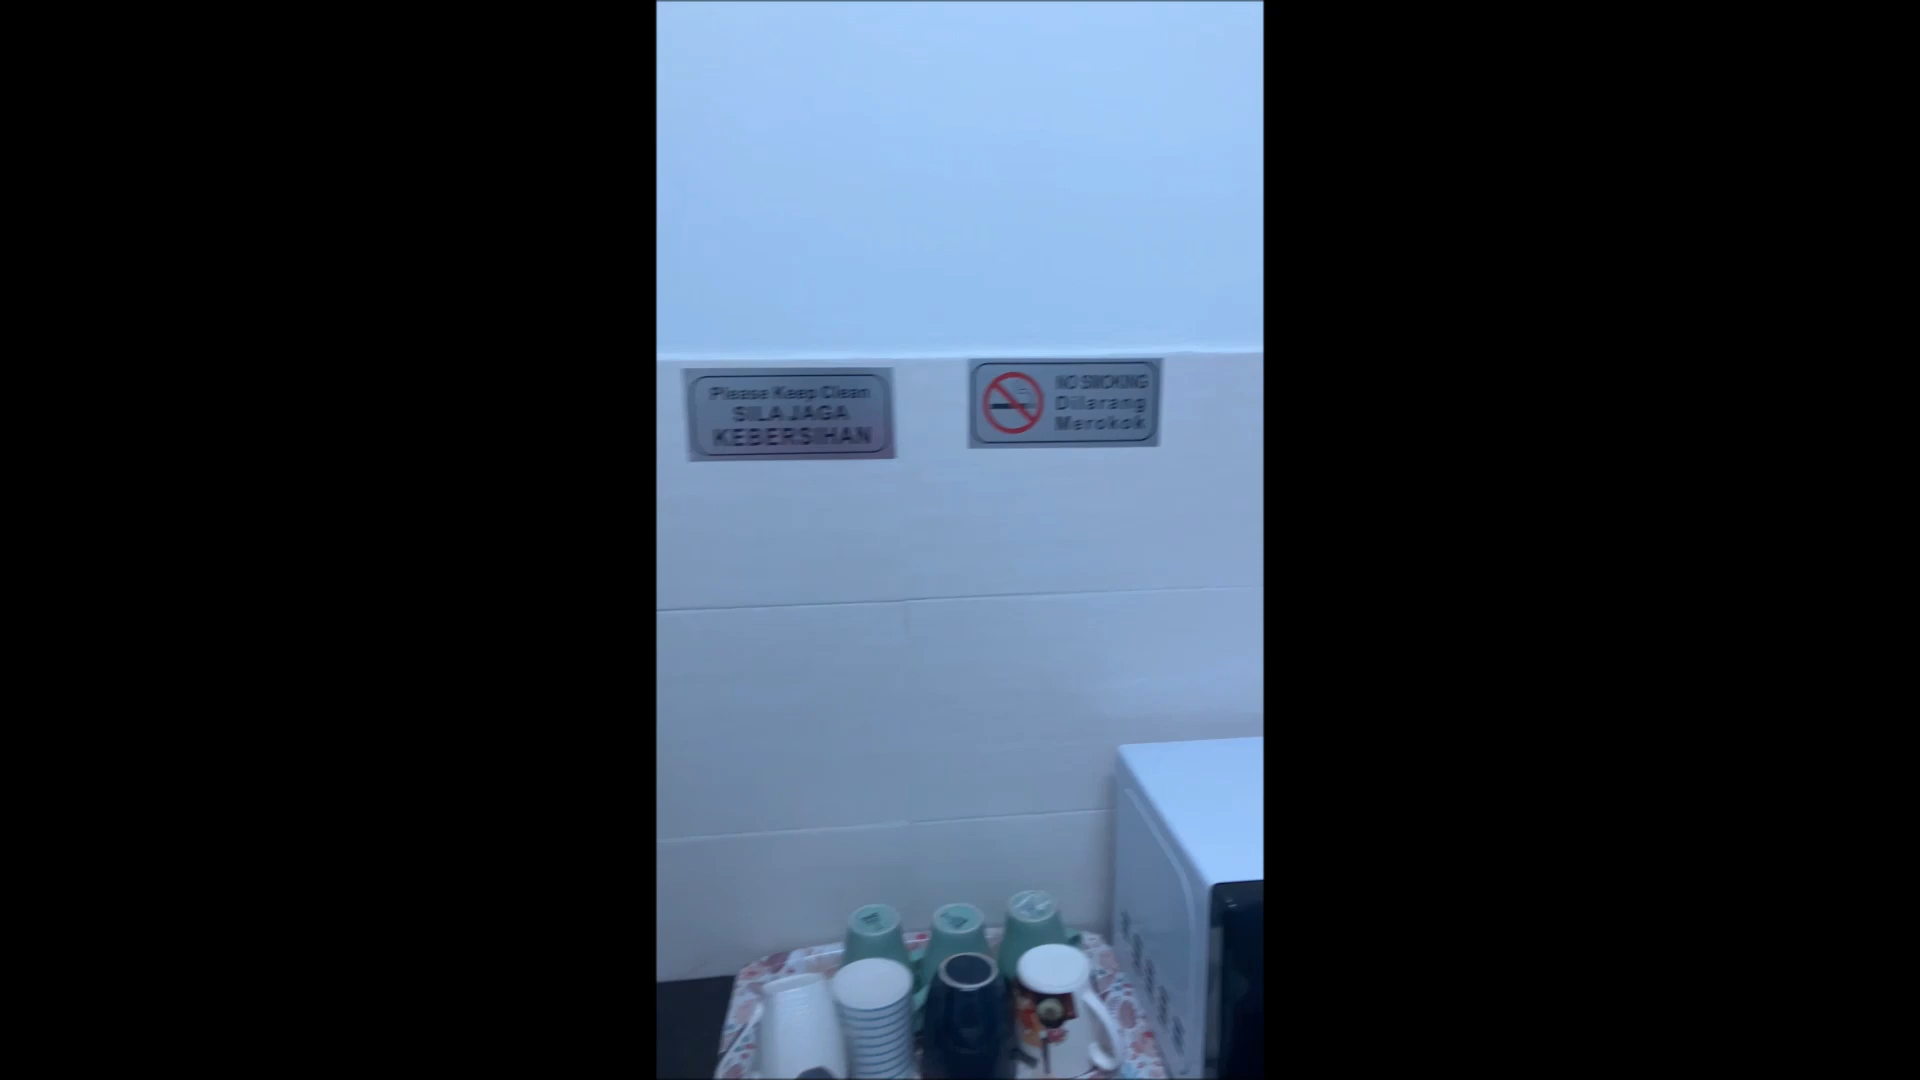 Please Keep Clean
SILA JAGA
KEBERSIHAN
NO SMOKING
Dilarang
Merokok